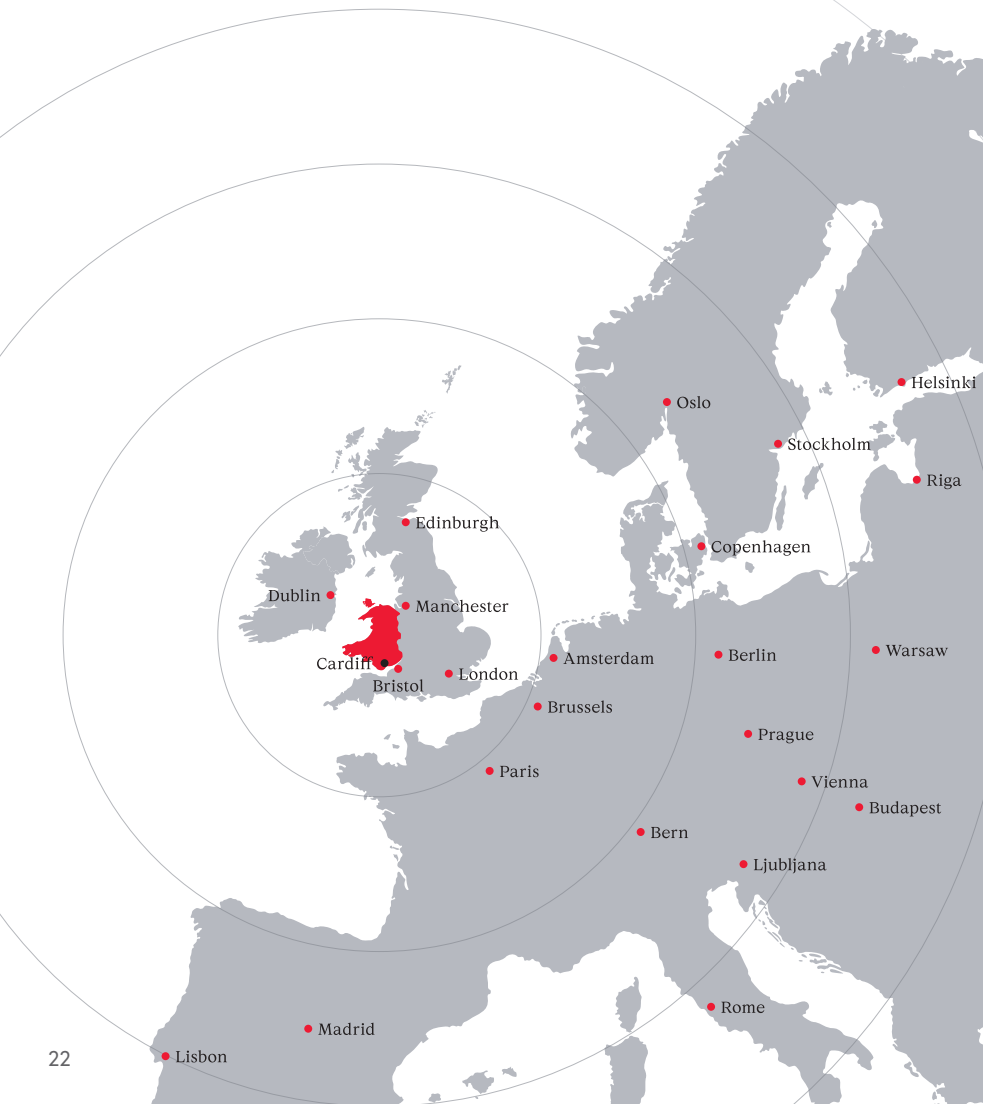 Helsinki
Oslo
Stockholm
Riga
Edinburgh
Copenhagen
Dublin
Manchester
Warsaw
Berlin
Amsterdam
Cardiff
London
Bristol
Brussels
Prague
Paris
Vienna
Budapest
Bern
Ljubljana
Rome
Madrid
Lisbon
22